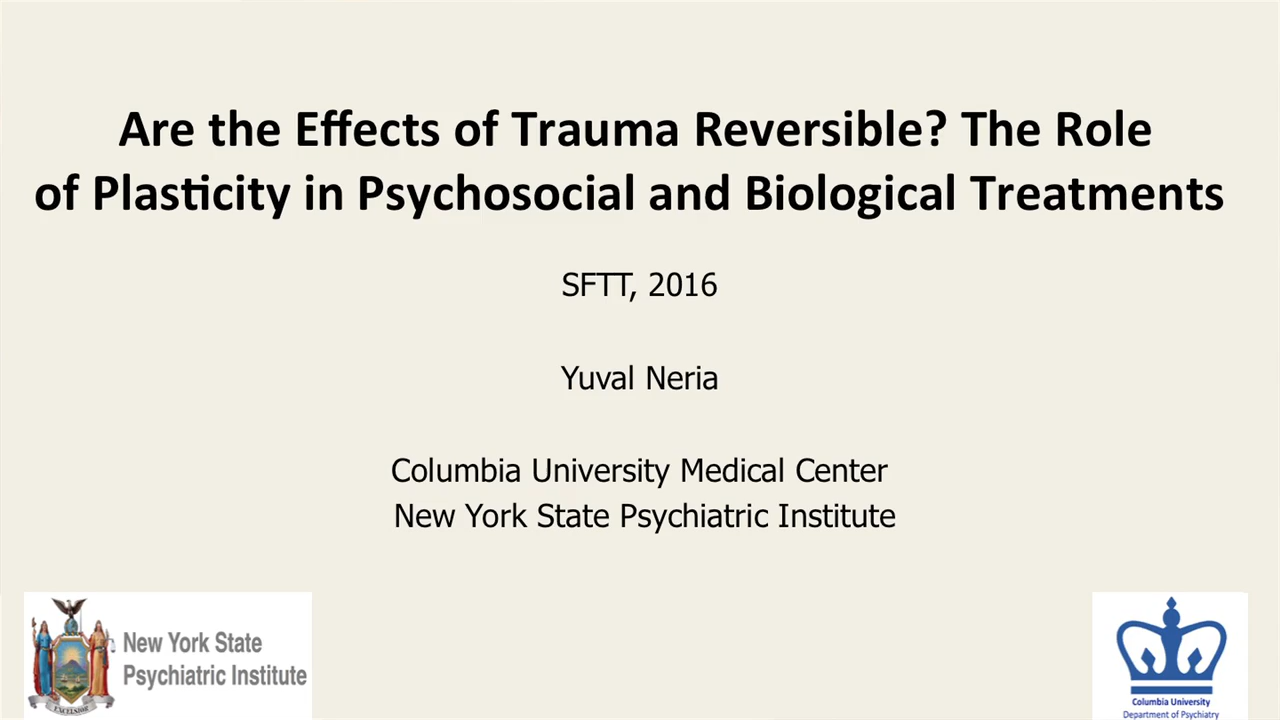 Are the Effects of Trauma Reversible? The Role
of Plasticity in Psychosocial and Biological Treatments
SFTT, 2016
Yuval Neria
Columbia University Medical Center
New York State Psychiatric Institute
New York State
Psychiatric Institute
EXCELSIOR
Columbia University
Department of Psychiatry